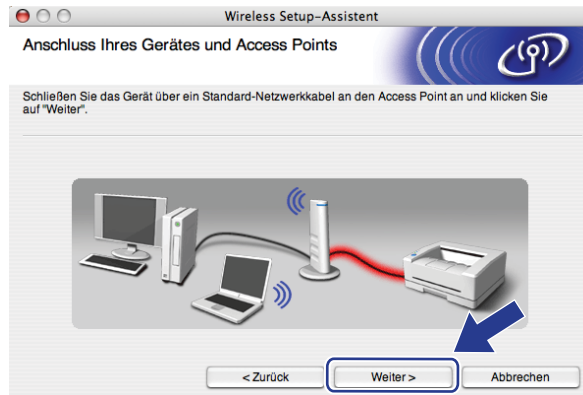 Wireless Setup-Assistent
Anschluss Ihres Gerätes und Access Points
Schließen Sie das Gerät über ein Standard-Netzwerkkabel an den Access Point an und klicken Sie
auf "Weiter".
< Zurück
Weiter >
Abbrechen